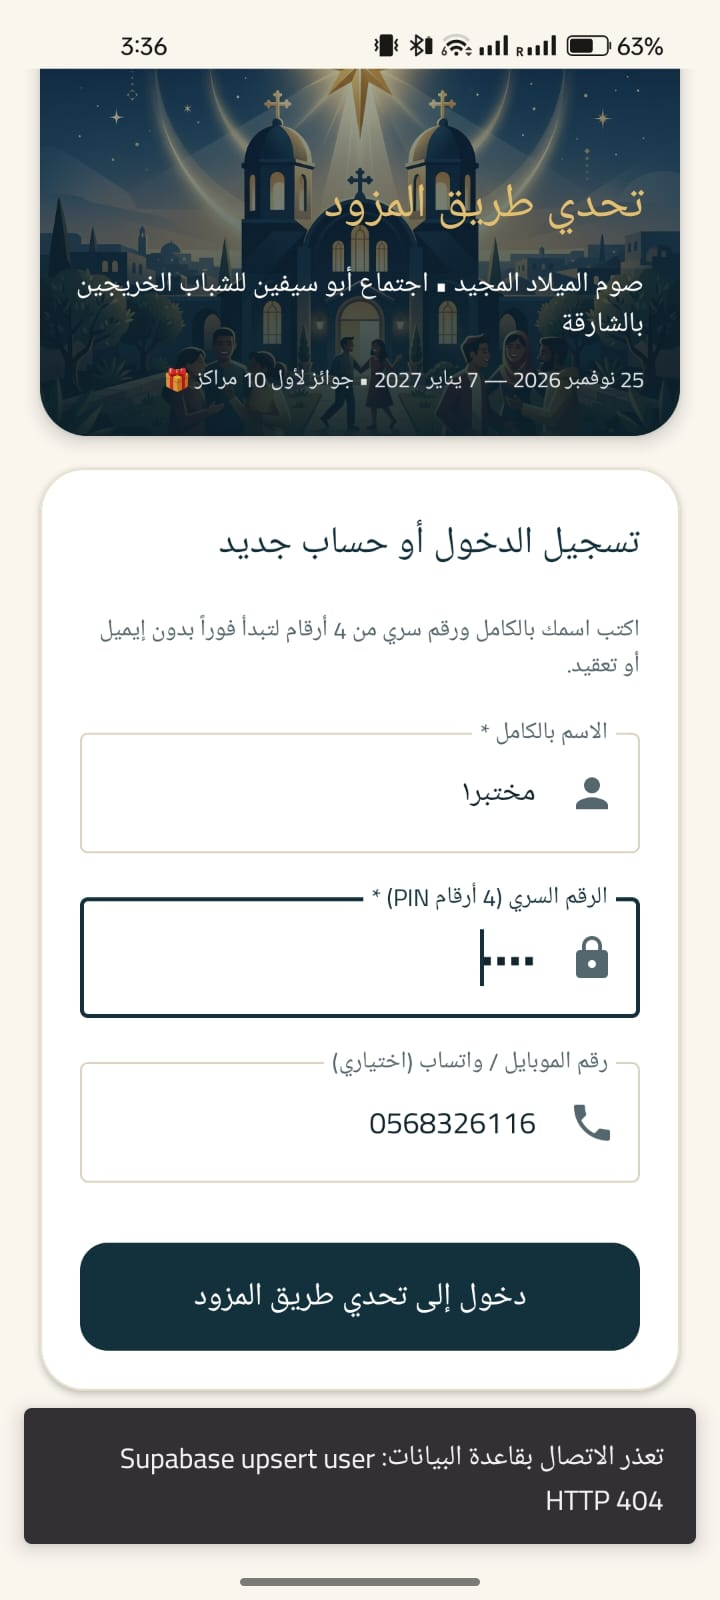 3:36
63%
تحدي طريق المزود
صوم الميلاد المجيد ▪ اجتماع أبو سيفين للشباب الخريجين
بالشارقة
25 نوفمبر 2026 — 7 يناير 2027 ▪ جوائز لأول 10 مراكز 🎁
تسجيل الدخول أو حساب جديد
اكتب اسمك بالكامل ورقم سري من 4 أرقام لتبدأ فوراً بدون إيميل
أو تعقيد.
الاسم بالكامل *
مختبر١
الرقم السري (4 أرقام PIN) *
رقم الموبايل / واتساب (اختياري)
0568326116
دخول إلى تحدي طريق المزود
تعذر الاتصال بقاعدة البيانات: Supabase upsert user
HTTP 404